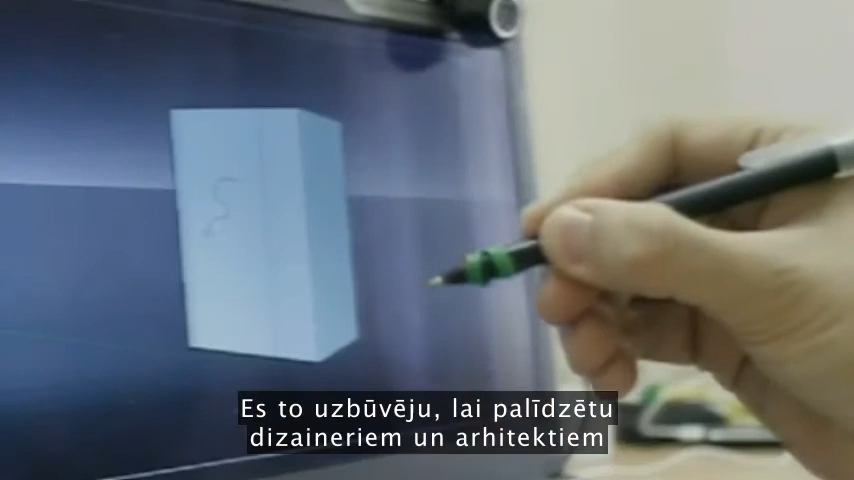 Es to uzbūvēju, lai palīdzētu
dizaineriem un arhitektiem